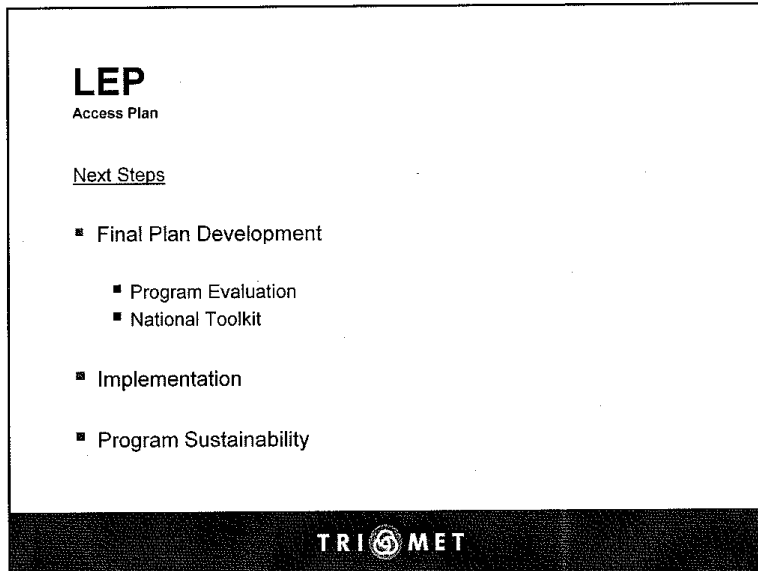 LEP
Access Plan
Next Steps
▪ Final Plan Development
▪ Program Evaluation
▪ National Toolkit
▪ Implementation
▪ Program Sustainability
TRI MET